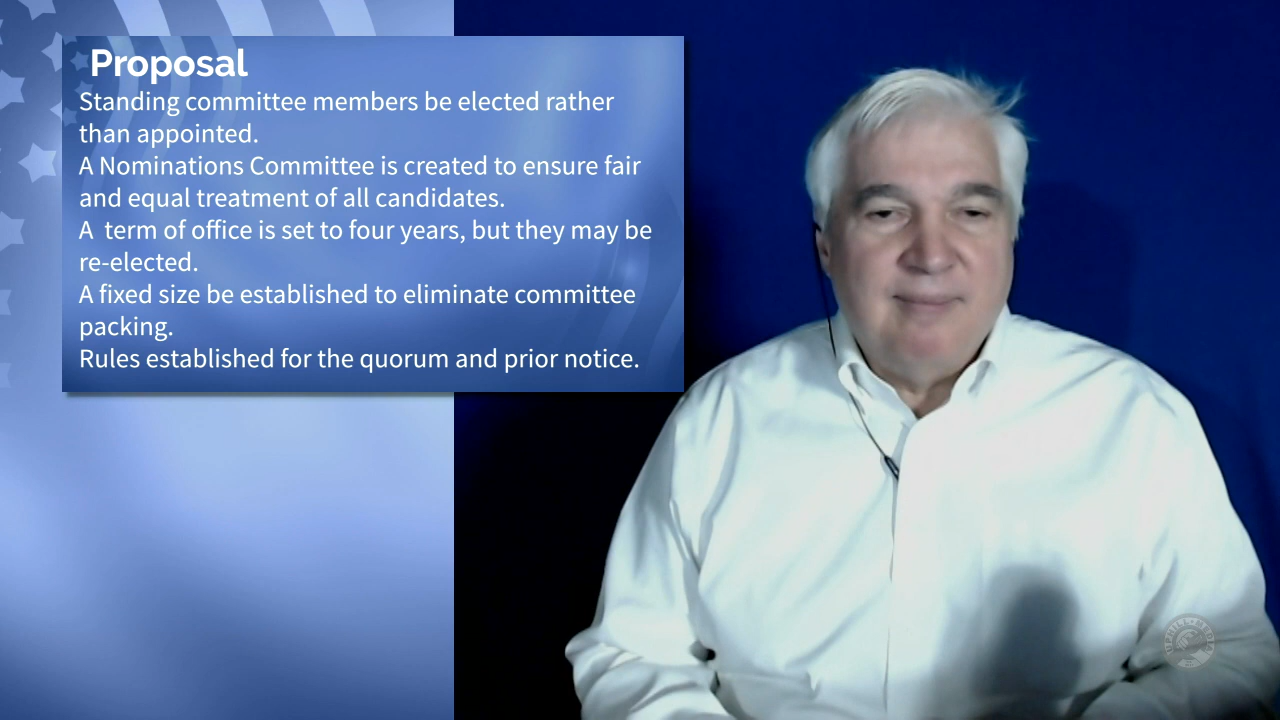 Proposal
Standing committee members be elected rather
than appointed.
A Nominations Committee is created to ensure fair
and equal treatment of all candidates.
A  term of office is set to four years, but they may be
re-elected.
A fixed size be established to eliminate committee
packing.
Rules established for the quorum and prior notice.